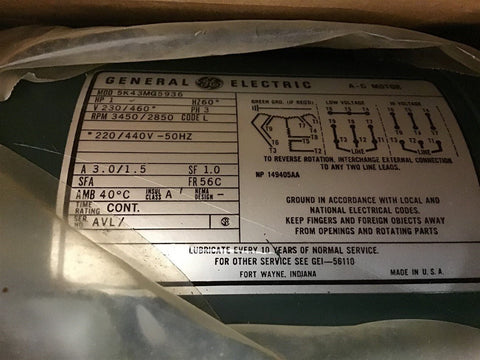 GENERAL GE ELECTRIC A-C MOTOR
MOD 5K43MG5936
HP 1 HZ 60*
V 230/460* PH 3
RPM 3450/2850 CODE L
*220/440V-50HZ
A 3.0/1.5 SF 1.0
SFA FR 56C
AMB 40°C INSUL CLASS A NEMA DESIGN -
TIME RATING CONT.
SER. NO AVL7
GREEN GRD. (IF REQD)
LOW VOLTAGE HIGH VOLTAGE
LINE LINE
TO REVERSE ROTATION, INTERCHANGE EXTERNAL CONNECTION
TO ANY TWO LINE LEADS.
NP 149405AA
GROUND IN ACCORDANCE WITH LOCAL AND
NATIONAL ELECTRICAL CODES.
KEEP FINGERS AND FOREIGN OBJECTS AWAY
FROM OPENINGS AND ROTATING PARTS
LUBRICATE EVERY 10 YEARS OF NORMAL SERVICE.
FOR OTHER SERVICE SEE GEI-56110
FORT WAYNE, INDIANA MADE IN U.S.A.